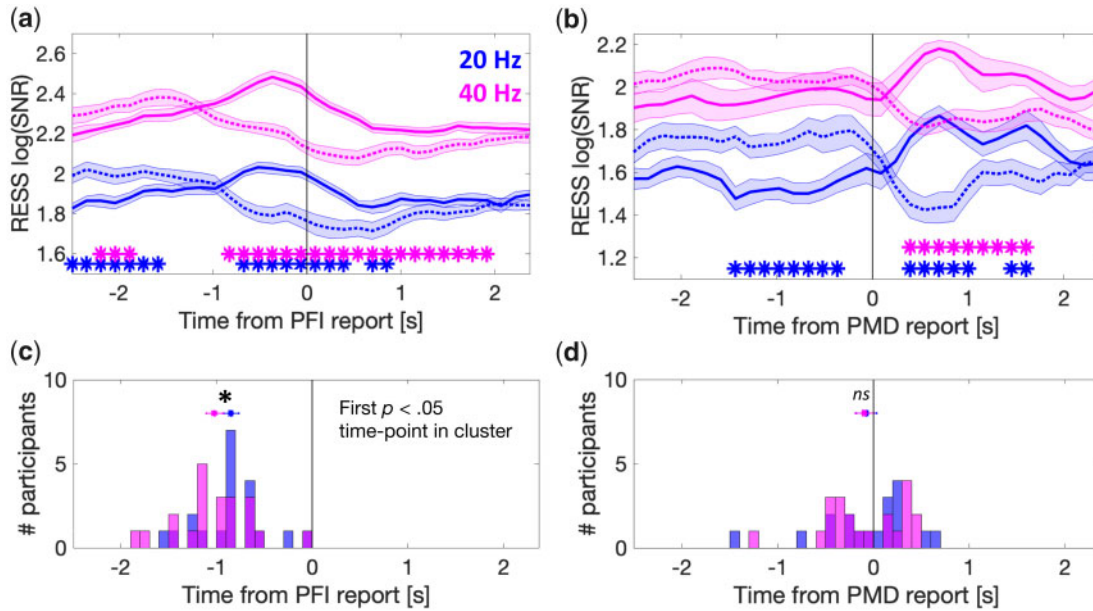 (a)
RESS log(SNR)
2.6
2.4
2.2
2
1.8
1.6
20 Hz
40 Hz
-2
-1
0
1
2
Time from PFI report [s]
(b)
RESS log(SNR)
2.2
2
1.8
1.6
1.4
1.2
-2
-1
0
1
2
Time from PMD report [s]
(c)
# participants
10
5
0
*
First p < .05
time-point in cluster
-2
-1
0
1
2
Time from PFI report [s]
(d)
# participants
10
5
0
ns
-2
-1
0
1
2
Time from PMD report [s]